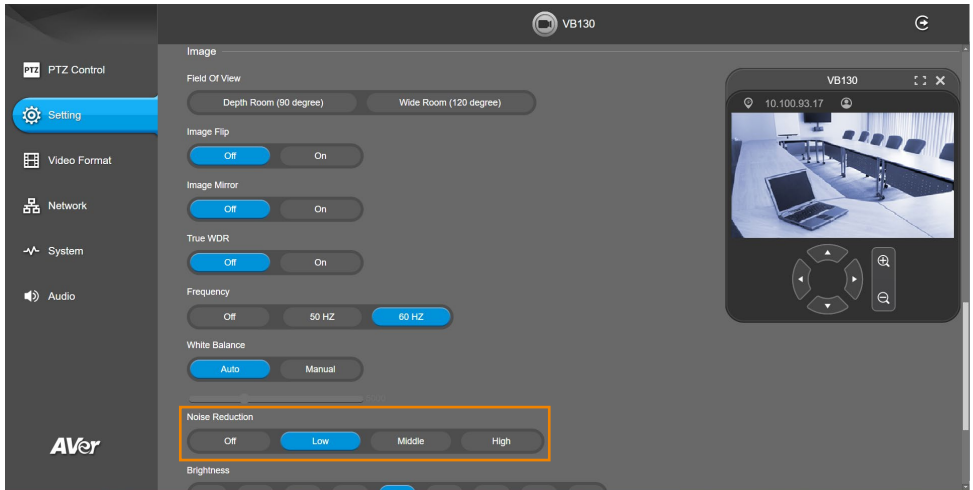 VB130
PTZ PTZ Control
Setting
Video Format
Network
System
Audio
AVer
Image
Field Of View
Depth Room (90 degree) Wide Room (120 degree)
Image Flip
Off On
Image Mirror
Off On
True WDR
Off On
Frequency
Off 50 HZ 60 HZ
White Balance
Auto Manual
Noise Reduction
Off Low Middle High
Brightness
VB130
10.100.93.17